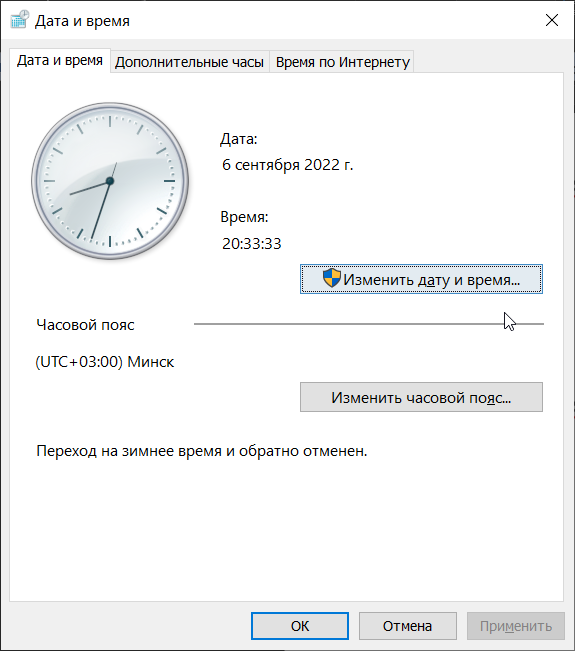 Дата и время
Дата и время
Дополнительные часы
Время по Интернету
Дата:
6 сентября 2022 г.
Время:
20:33:33
Изменить дату и время...
Часовой пояс
(UTC+03:00) Минск
Изменить часовой пояс...
Переход на зимнее время и обратно отменен.
ОК
Отмена
Применить